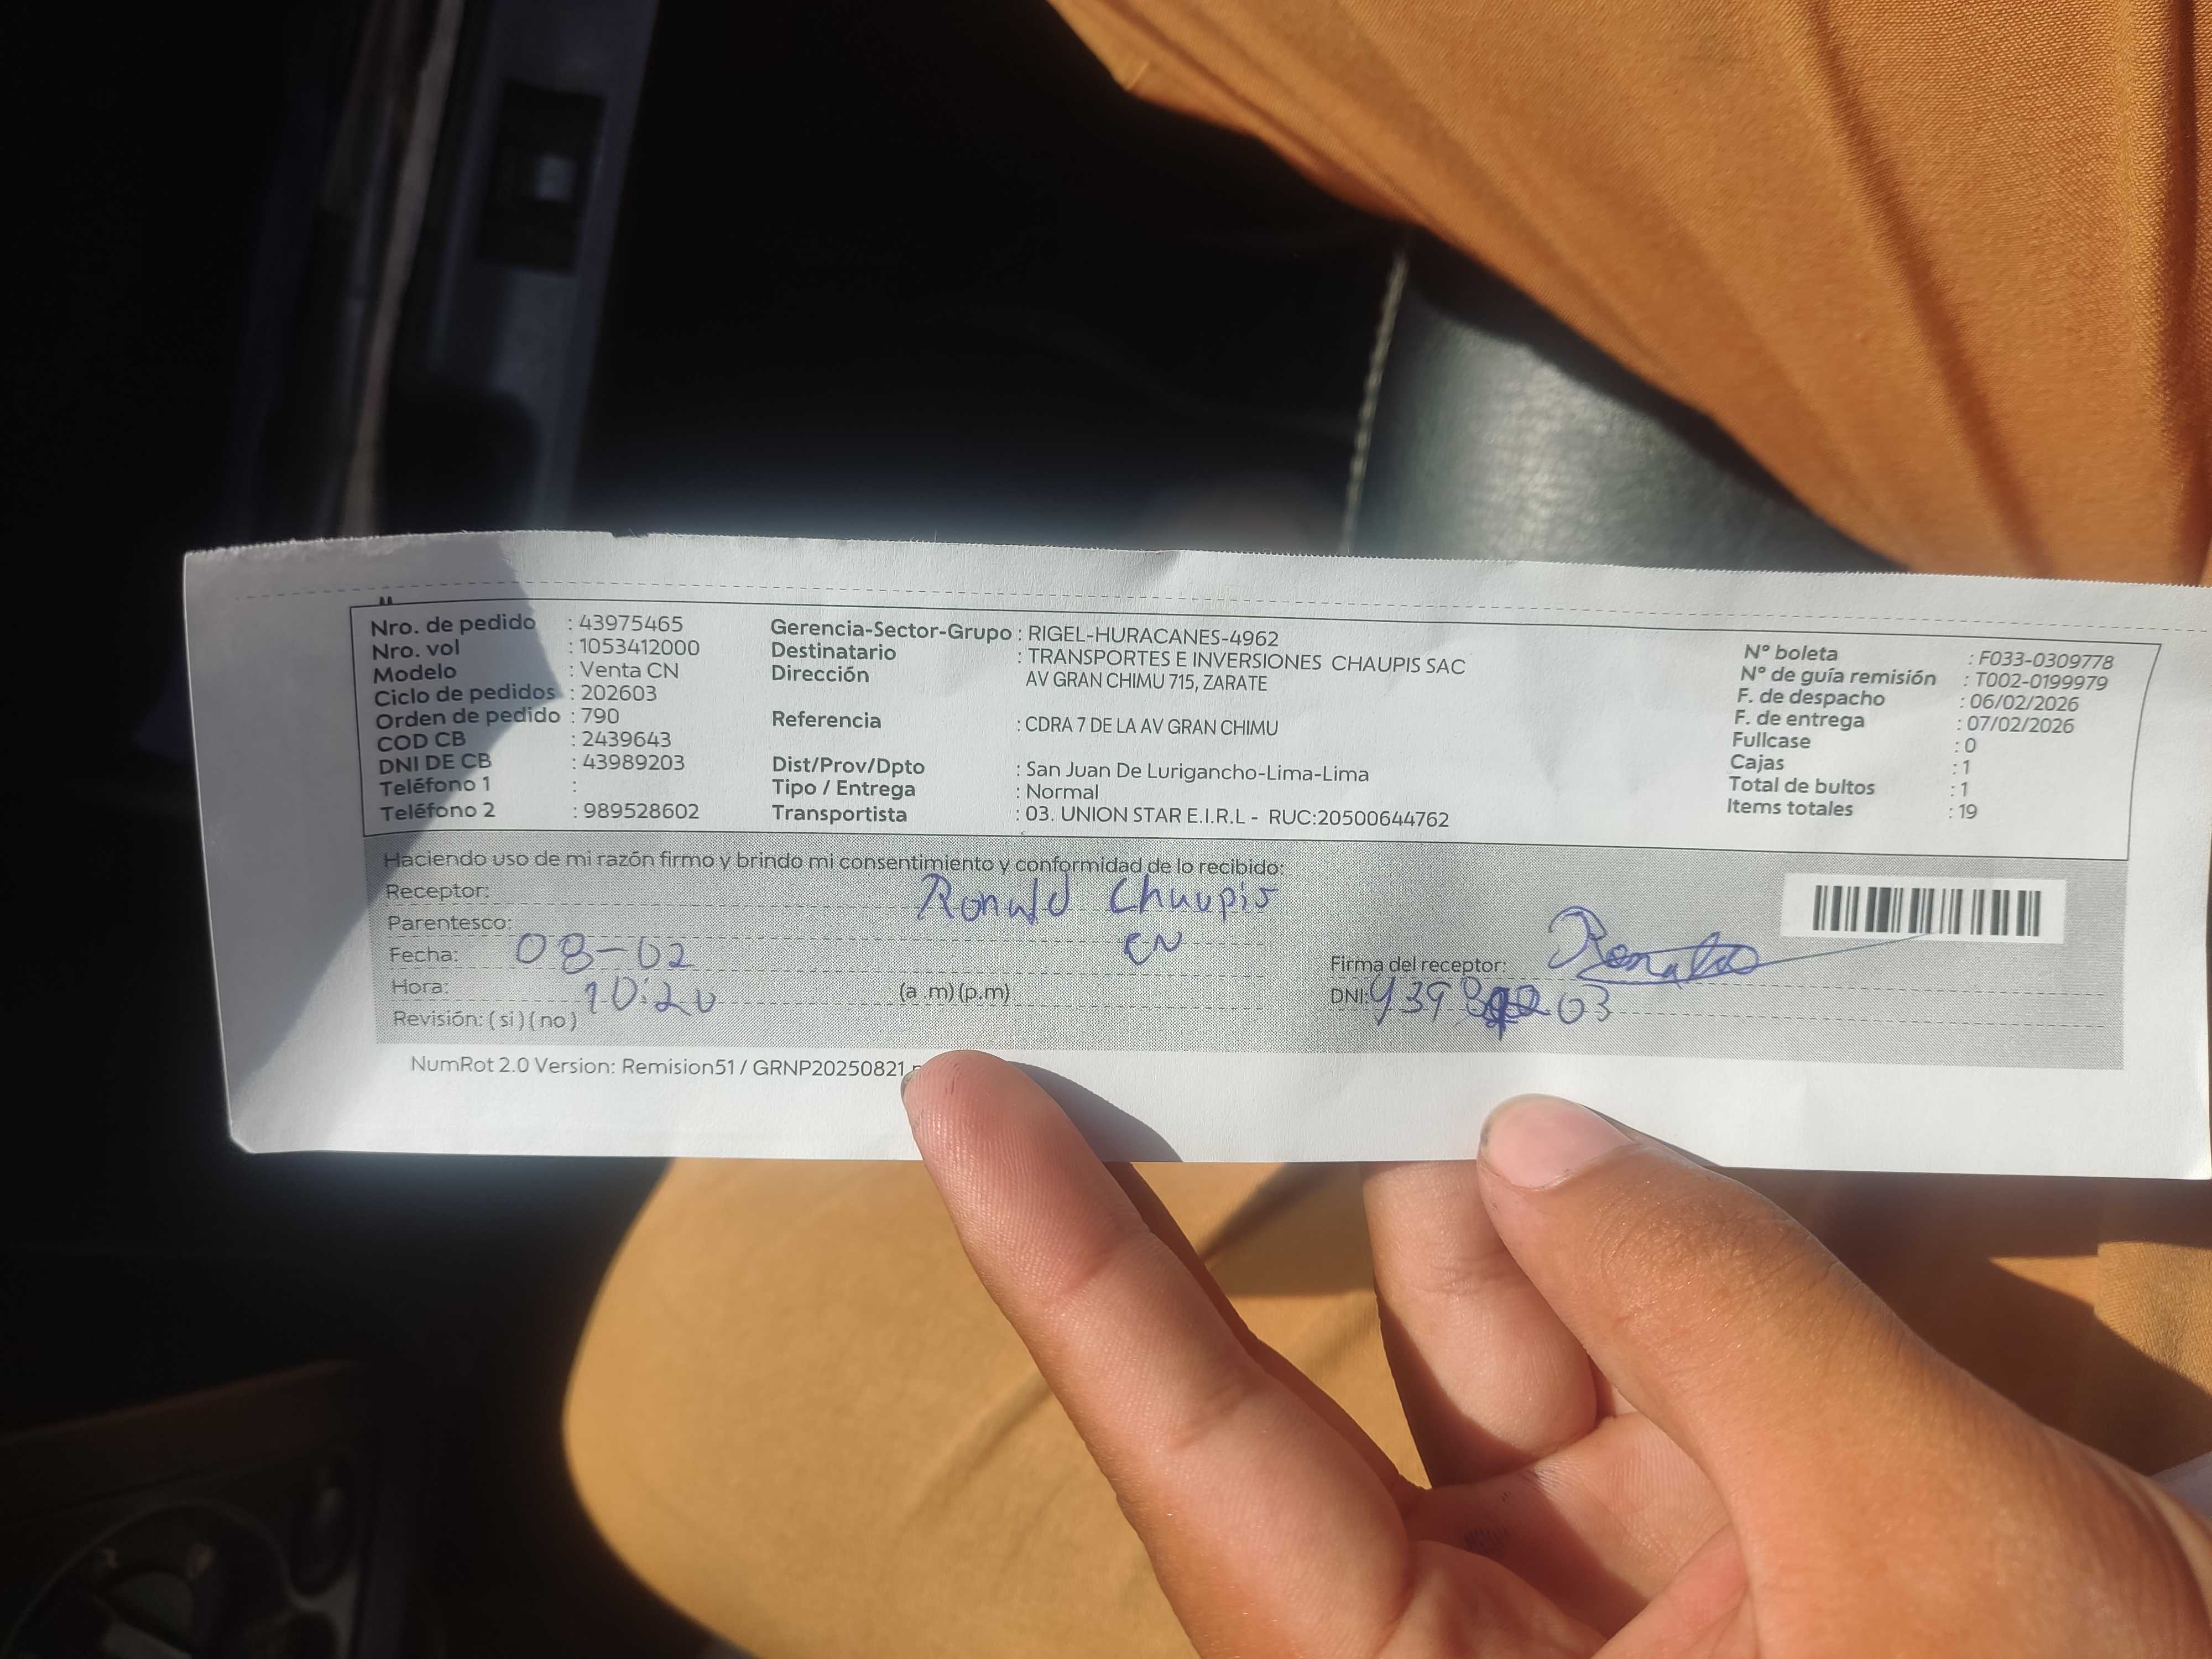 Nro. de pedido : 43975465
Nro. vol : 1053412000
Modelo : Venta CN
Ciclo de pedidos : 202603
Orden de pedido : 790
COD CB : 2439643
DNI DE CB : 43989203
Teléfono 1 :
Teléfono 2 : 989528602
Gerencia-Sector-Grupo : RIGEL-HURACANES-4962
Destinatario : TRANSPORTES E INVERSIONES CHAUPIS SAC
Dirección AV GRAN CHIMU 715, ZARATE
Referencia : CDRA 7 DE LA AV GRAN CHIMU
Dist/Prov/Dpto : San Juan De Lurigancho-Lima-Lima
Tipo / Entrega : Normal
Transportista : 03. UNION STAR E.I.R.L - RUC:20500644762
N° boleta : F033-0309778
N° de guía remisión : T002-0199979
F. de despacho : 06/02/2026
F. de entrega : 07/02/2026
Fullcase : 0
Cajas : 1
Total de bultos : 1
Items totales : 19
Haciendo uso de mi razón firmo y brindo mi consentimiento y conformidad de lo recibido:
Receptor: Ronald Chaupis
Parentesco: CN
Fecha: 08-02
Hora: 10:20 (a .m) (p.m)
Revisión: ( si ) ( no )
Firma del receptor: Ronald
DNI:
NumRot 2.0 Version: Remision51 / GRNP20250821